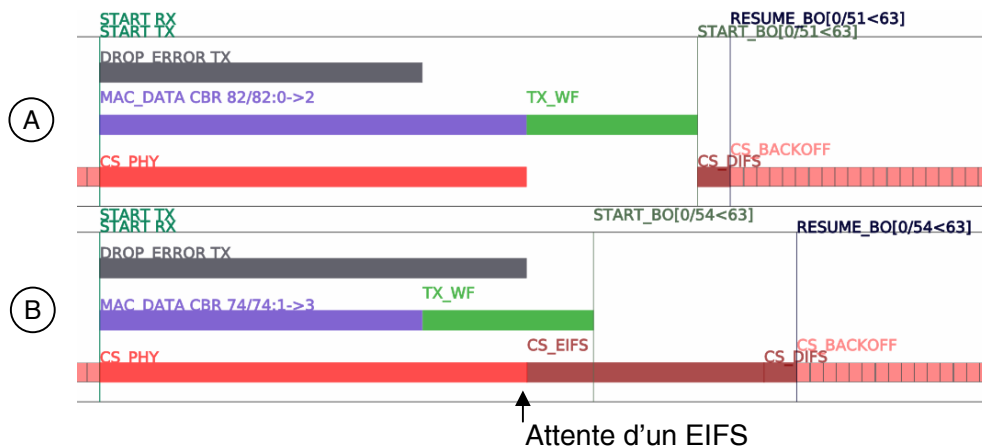 START RX
START TX
RESUME_BO[0/51<63]
START_BO[0/51<63]
DROP_ERROR TX
A
MAC_DATA CBR 82/82:0->2
TX_WF
CS_BACKOFF
CS_PHY
CS_DIFS
START TX
START RX
START_BO[0/54<63]
RESUME_BO[0/54<63]
DROP_ERROR TX
B
MAC_DATA CBR 74/74:1->3
TX_WF
CS_EIFS
CS_BACKOFF
CS_PHY
CS_DIFS
Attente d’un EIFS